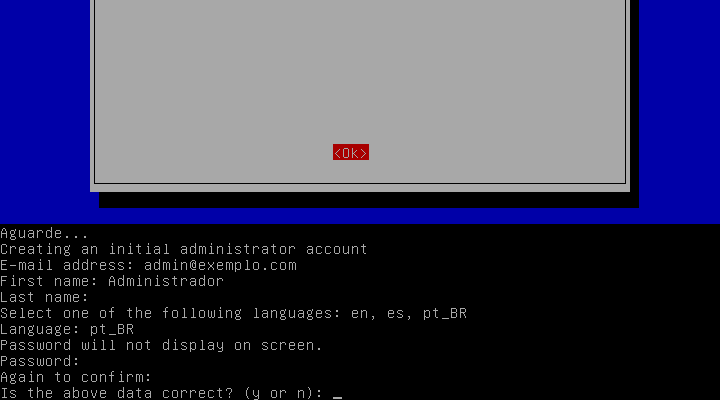 <Ok>
Aguarde...
Creating an initial administrator account
E-mail address: admin@exemplo.com
First name: Administrador
Last name:
Select one of the following languages: en, es, pt_BR
Language: pt_BR
Password will not display on screen.
Password:
Again to confirm:
Is the above data correct? (y or n): _